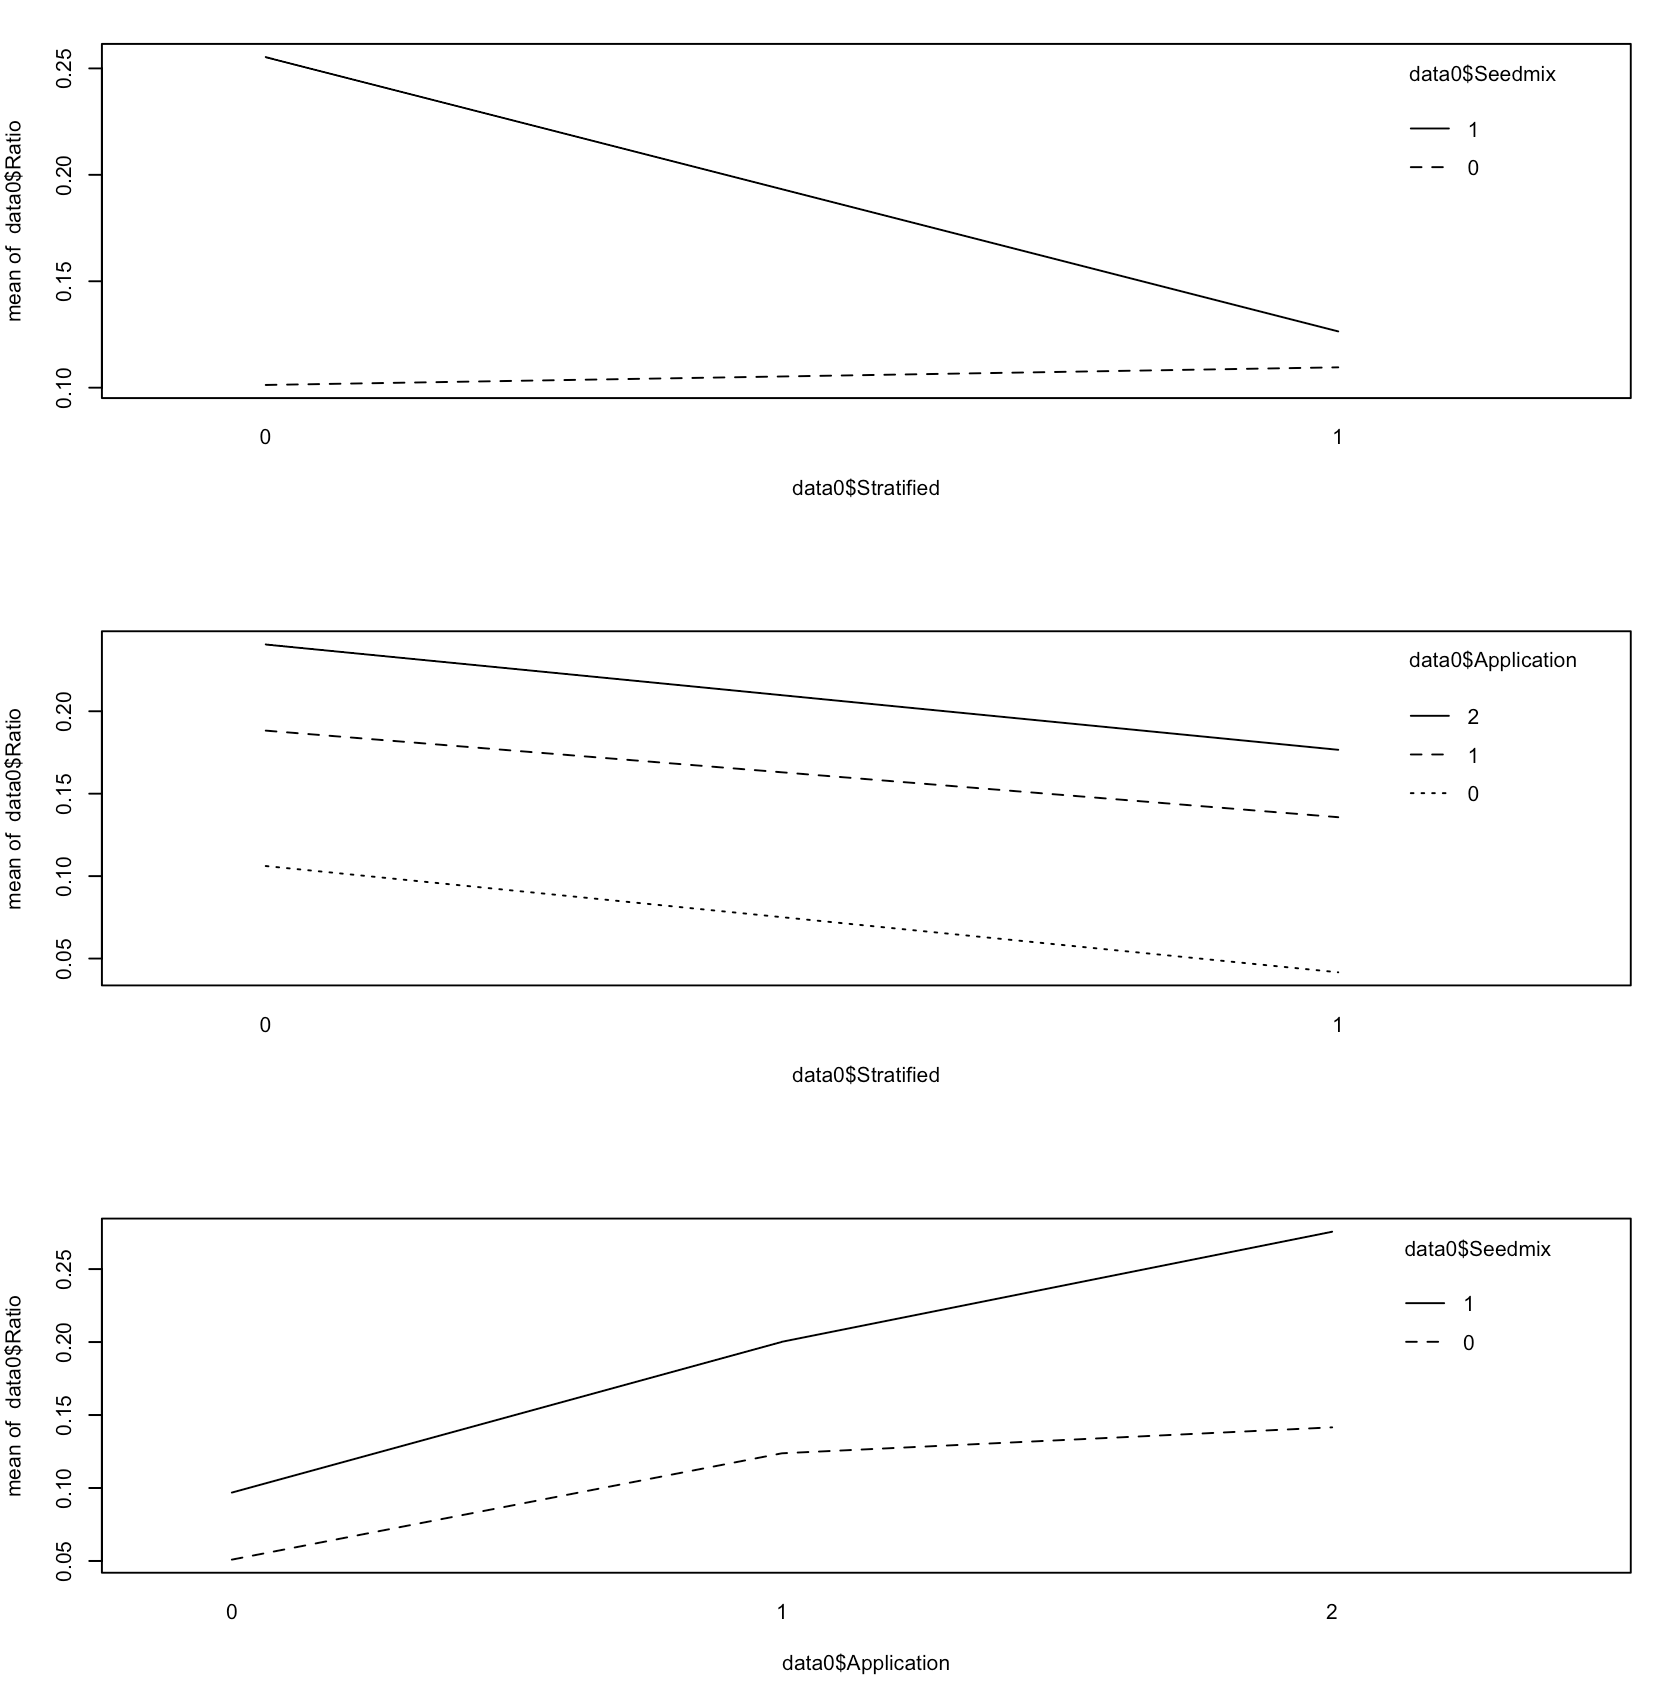 data0$Seedmix
1
0
mean of data0$Ratio
0.25
0.20
0.15
0.10
0 1
data0$Stratified
data0$Application
2
1
0
mean of data0$Ratio
0.20
0.15
0.10
0.05
0 1
data0$Stratified
data0$Seedmix
1
0
mean of data0$Ratio
0.25
0.20
0.15
0.10
0.05
0 1 2
data0$Application